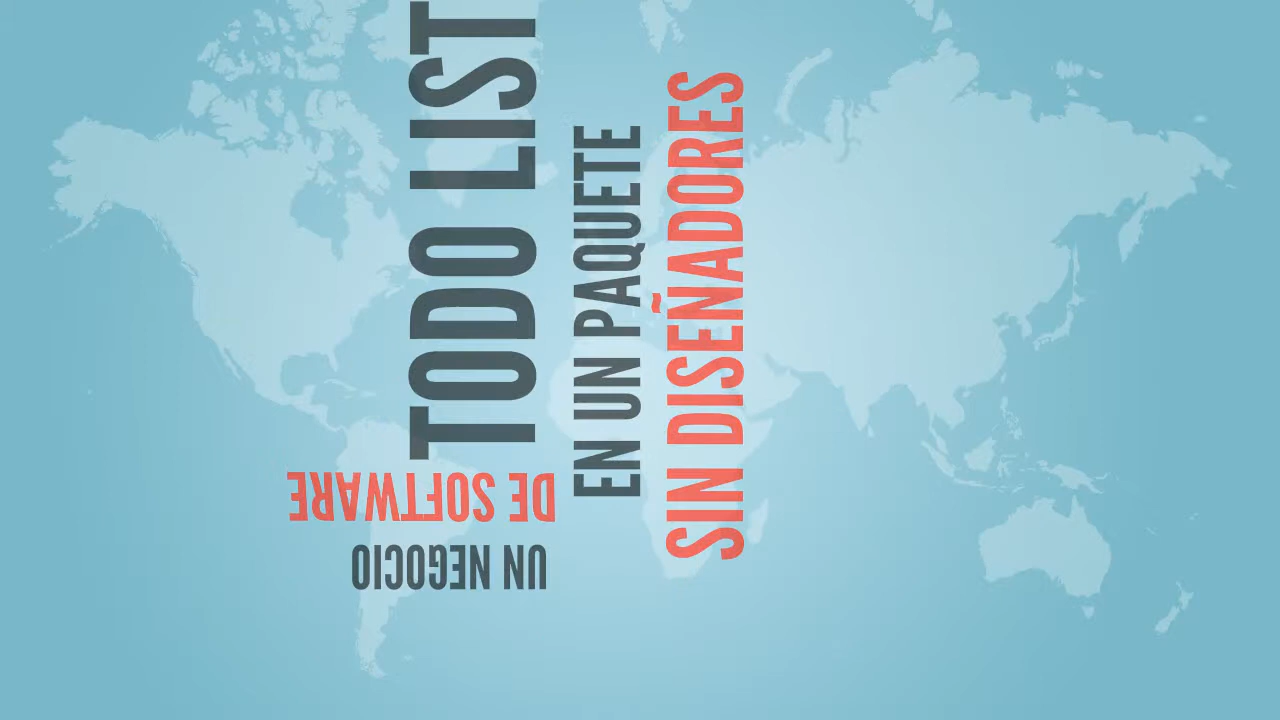 UN NEGOCIO
DE SOFTWARE
TODO LIST
EN UN PAQUETE
SIN DISEÑADORES